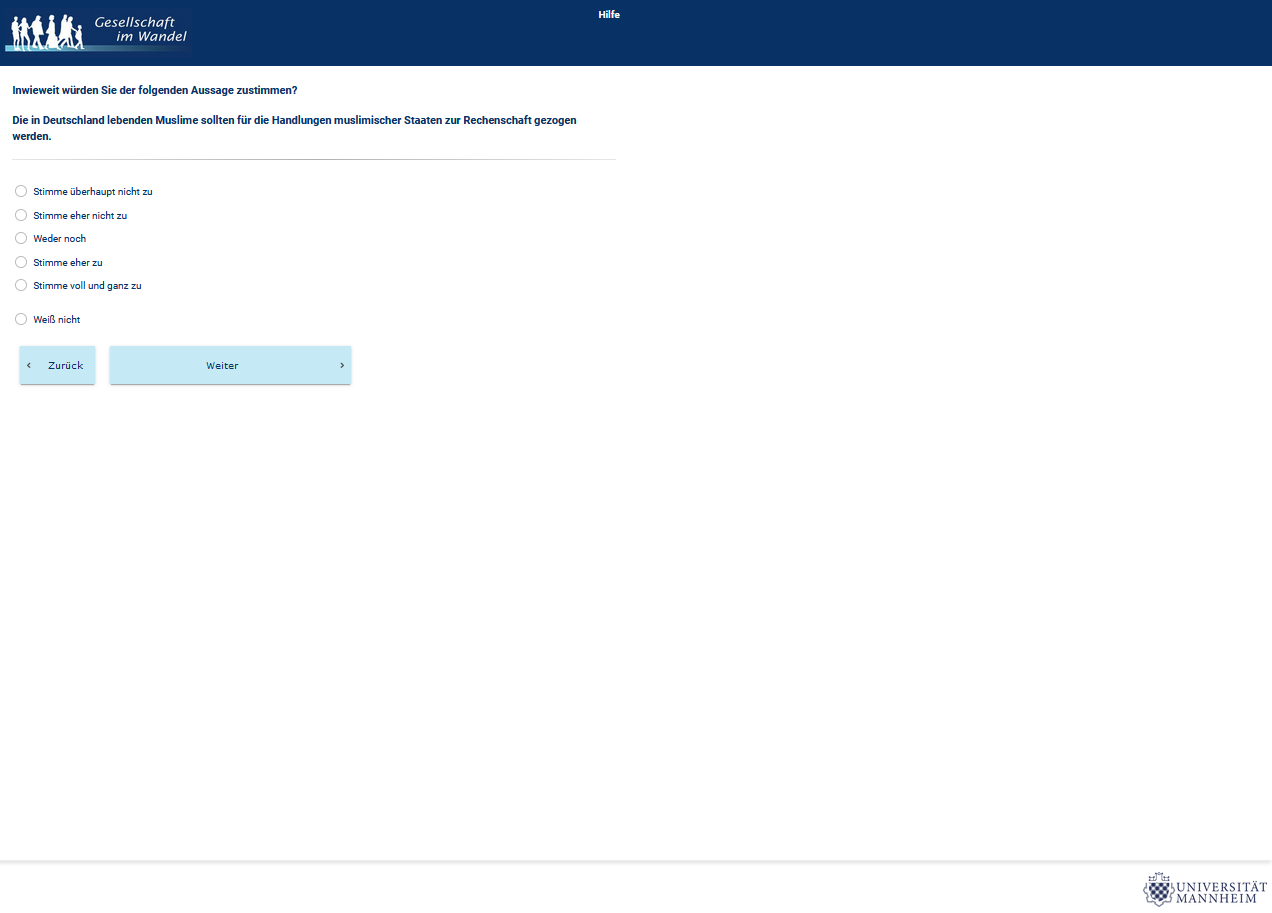 Gesellschaft
im Wandel
Hilfe
Inwieweit würden Sie der folgenden Aussage zustimmen?
Die in Deutschland lebenden Muslime sollten für die Handlungen muslimischer Staaten zur Rechenschaft gezogen
werden.
Stimme überhaupt nicht zu
Stimme eher nicht zu
Weder noch
Stimme eher zu
Stimme voll und ganz zu
Weiß nicht
‹ Zurück
Weiter ›
UNIVERSITÄT
MANNHEIM